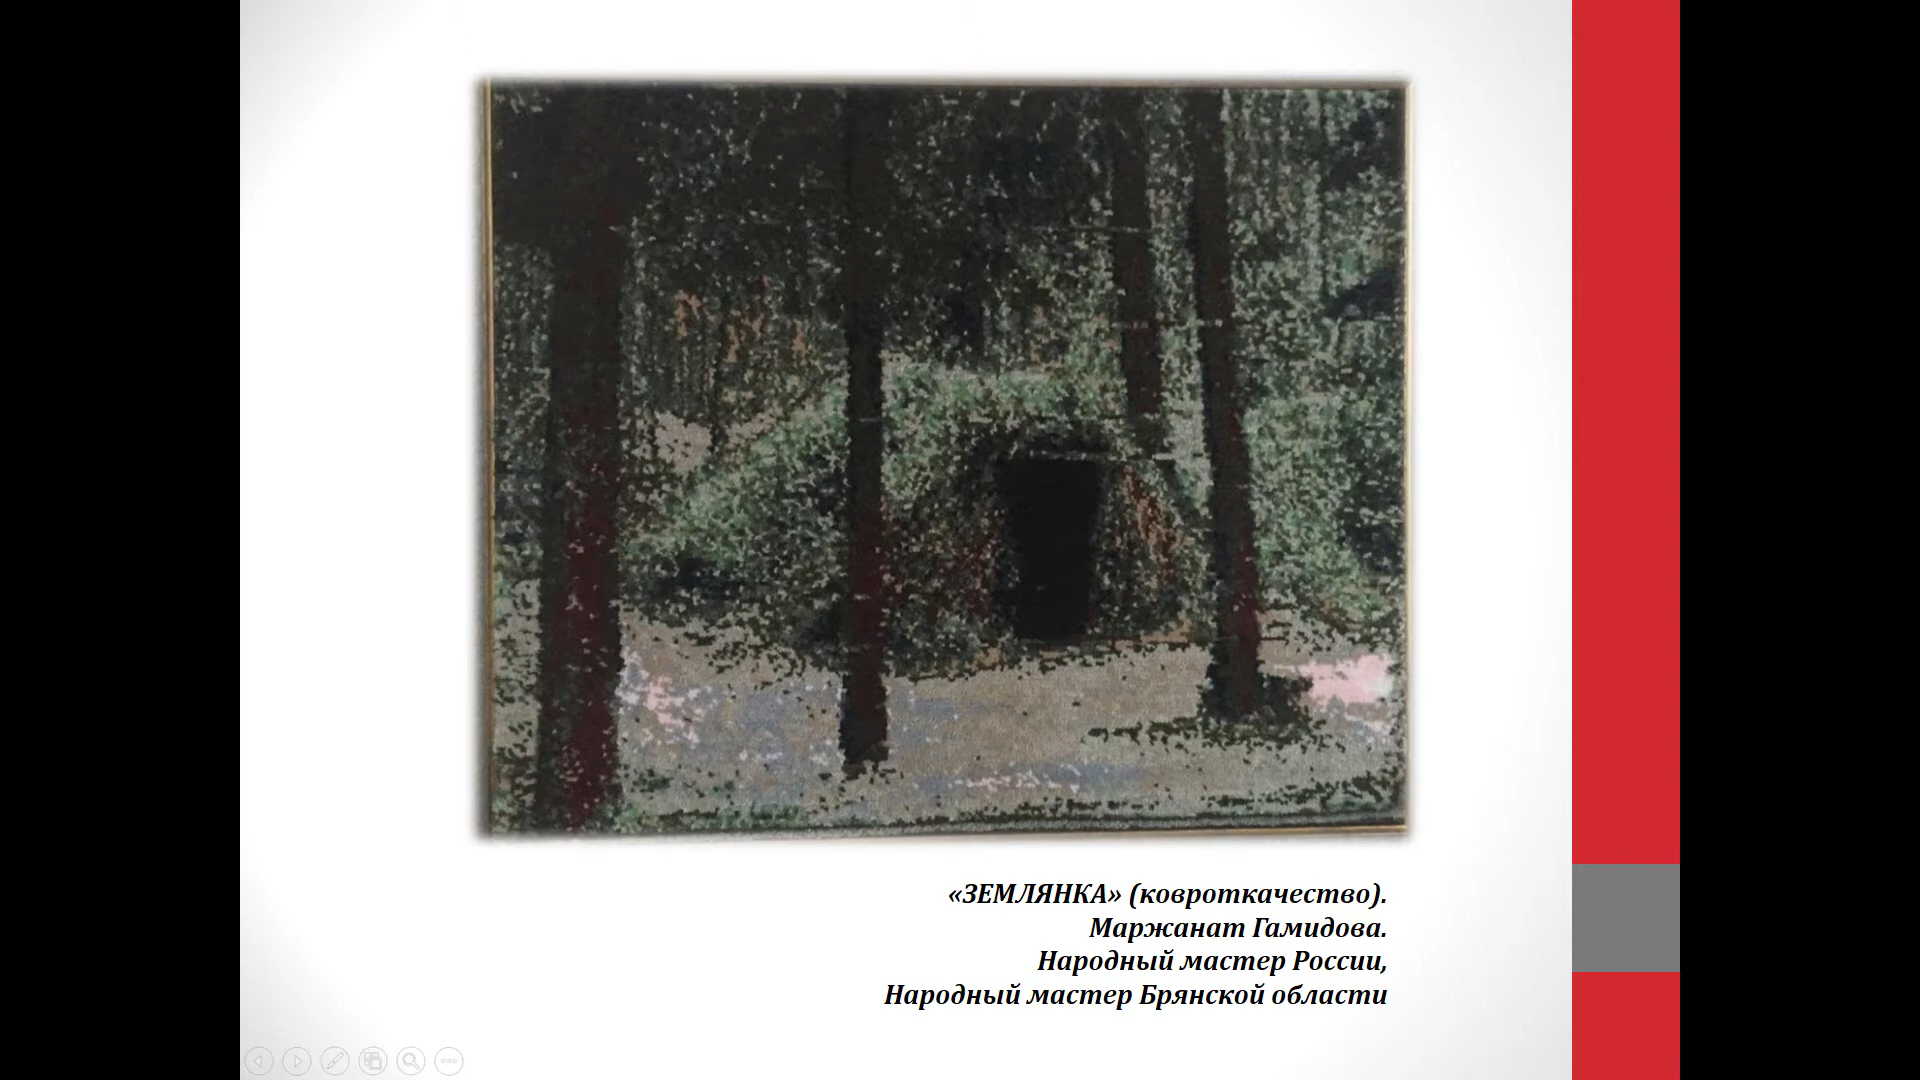 «ЗЕМЛЯНКА» (ковроткачество).
Маржанат Гамидова.
Народный мастер России,
Народный мастер Брянской области